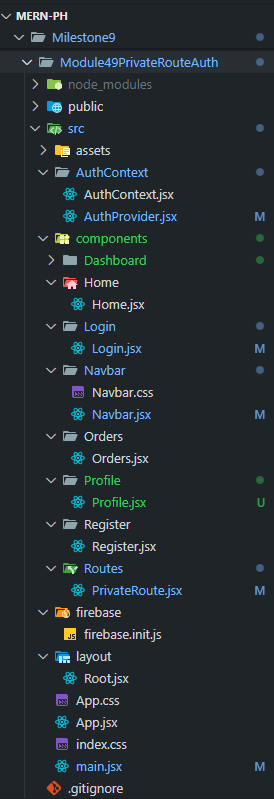 MERN-PH
Milestone9
Module49PrivateRouteAuth
node_modules
public
src
assets
AuthContext
AuthContext.jsx
AuthProvider.jsx M
components
Dashboard
Home
Home.jsx
Login
Login.jsx M
Navbar
Navbar.css
Navbar.jsx M
Orders
Orders.jsx
Profile
Profile.jsx U
Register
Register.jsx
Routes
PrivateRoute.jsx M
firebase
firebase.init.js
layout
Root.jsx
App.css
App.jsx
index.css
main.jsx M
.gitignore